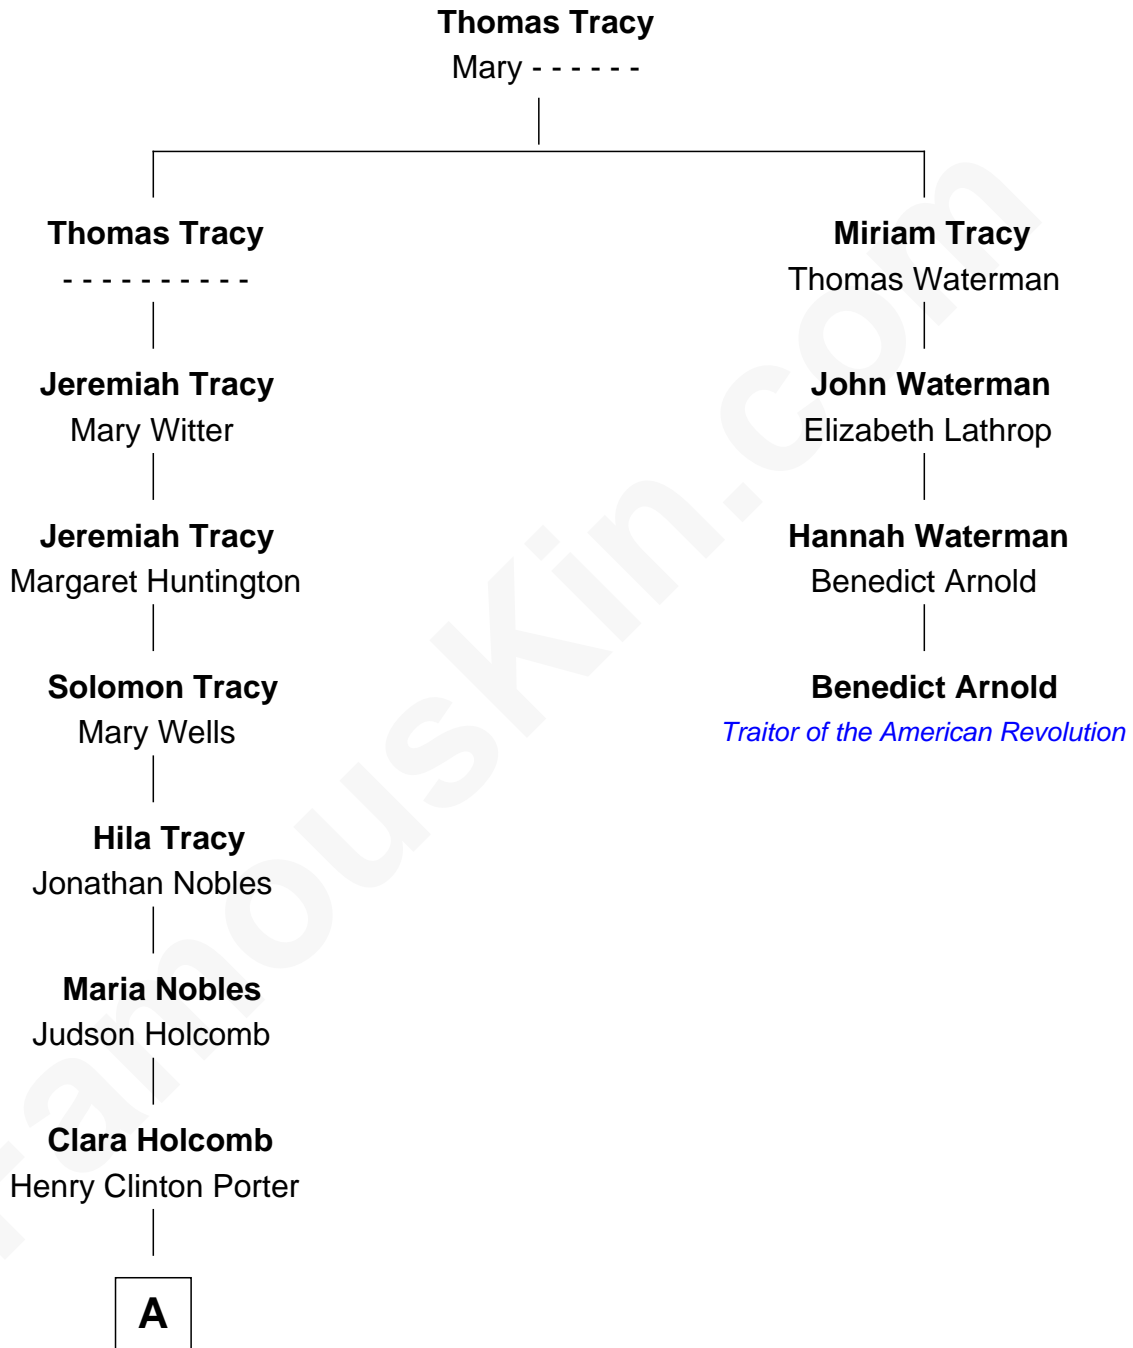 Thomas Tracy
Mary - - - - - -
Thomas Tracy
- - - - - - - - - -
Jeremiah Tracy
Mary Witter
Jeremiah Tracy
Margaret Huntington
Solomon Tracy
Mary Wells
Hila Tracy
Jonathan Nobles
Maria Nobles
Judson Holcomb
Clara Holcomb
Henry Clinton Porter
A
Miriam Tracy
Thomas Waterman
John Waterman
Elizabeth Lathrop
Hannah Waterman
Benedict Arnold
Benedict Arnold
Traitor of the American Revolution
FamousKin.com